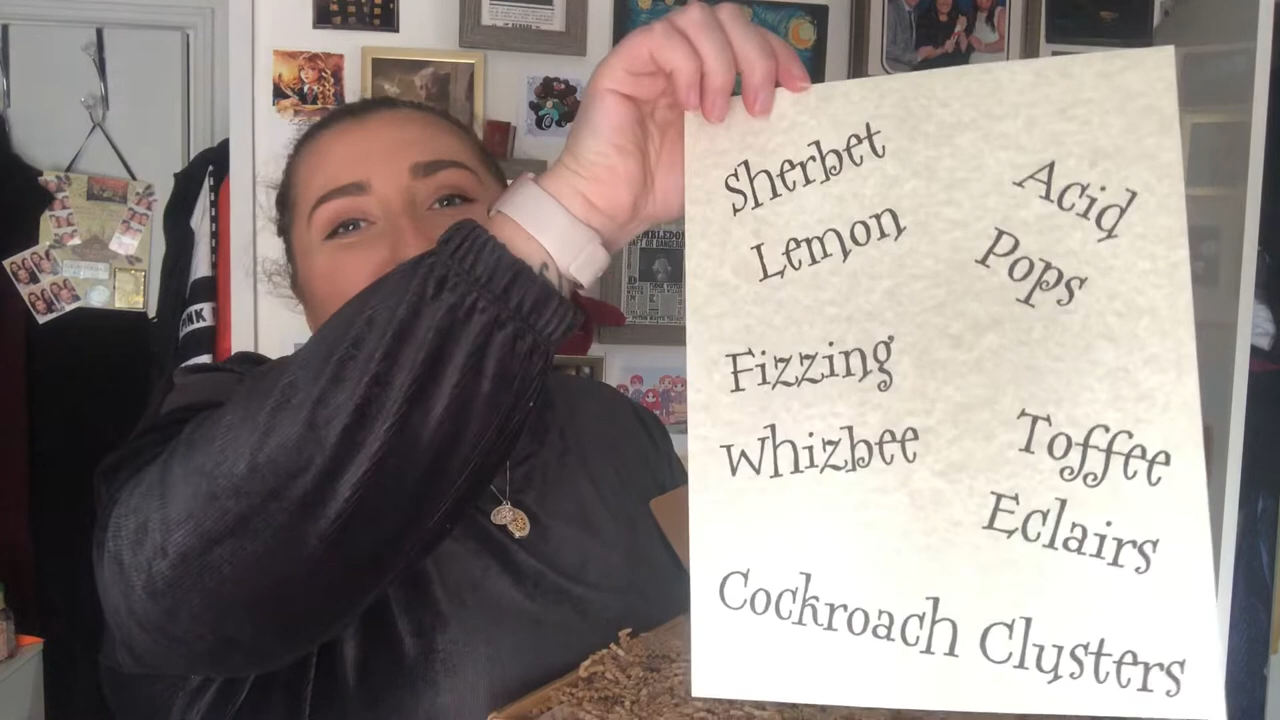 Sherbet
Lemon
Acid
Pops
Fizzing
Whizbee
Toffee
Eclairs
Cockroach Clusters